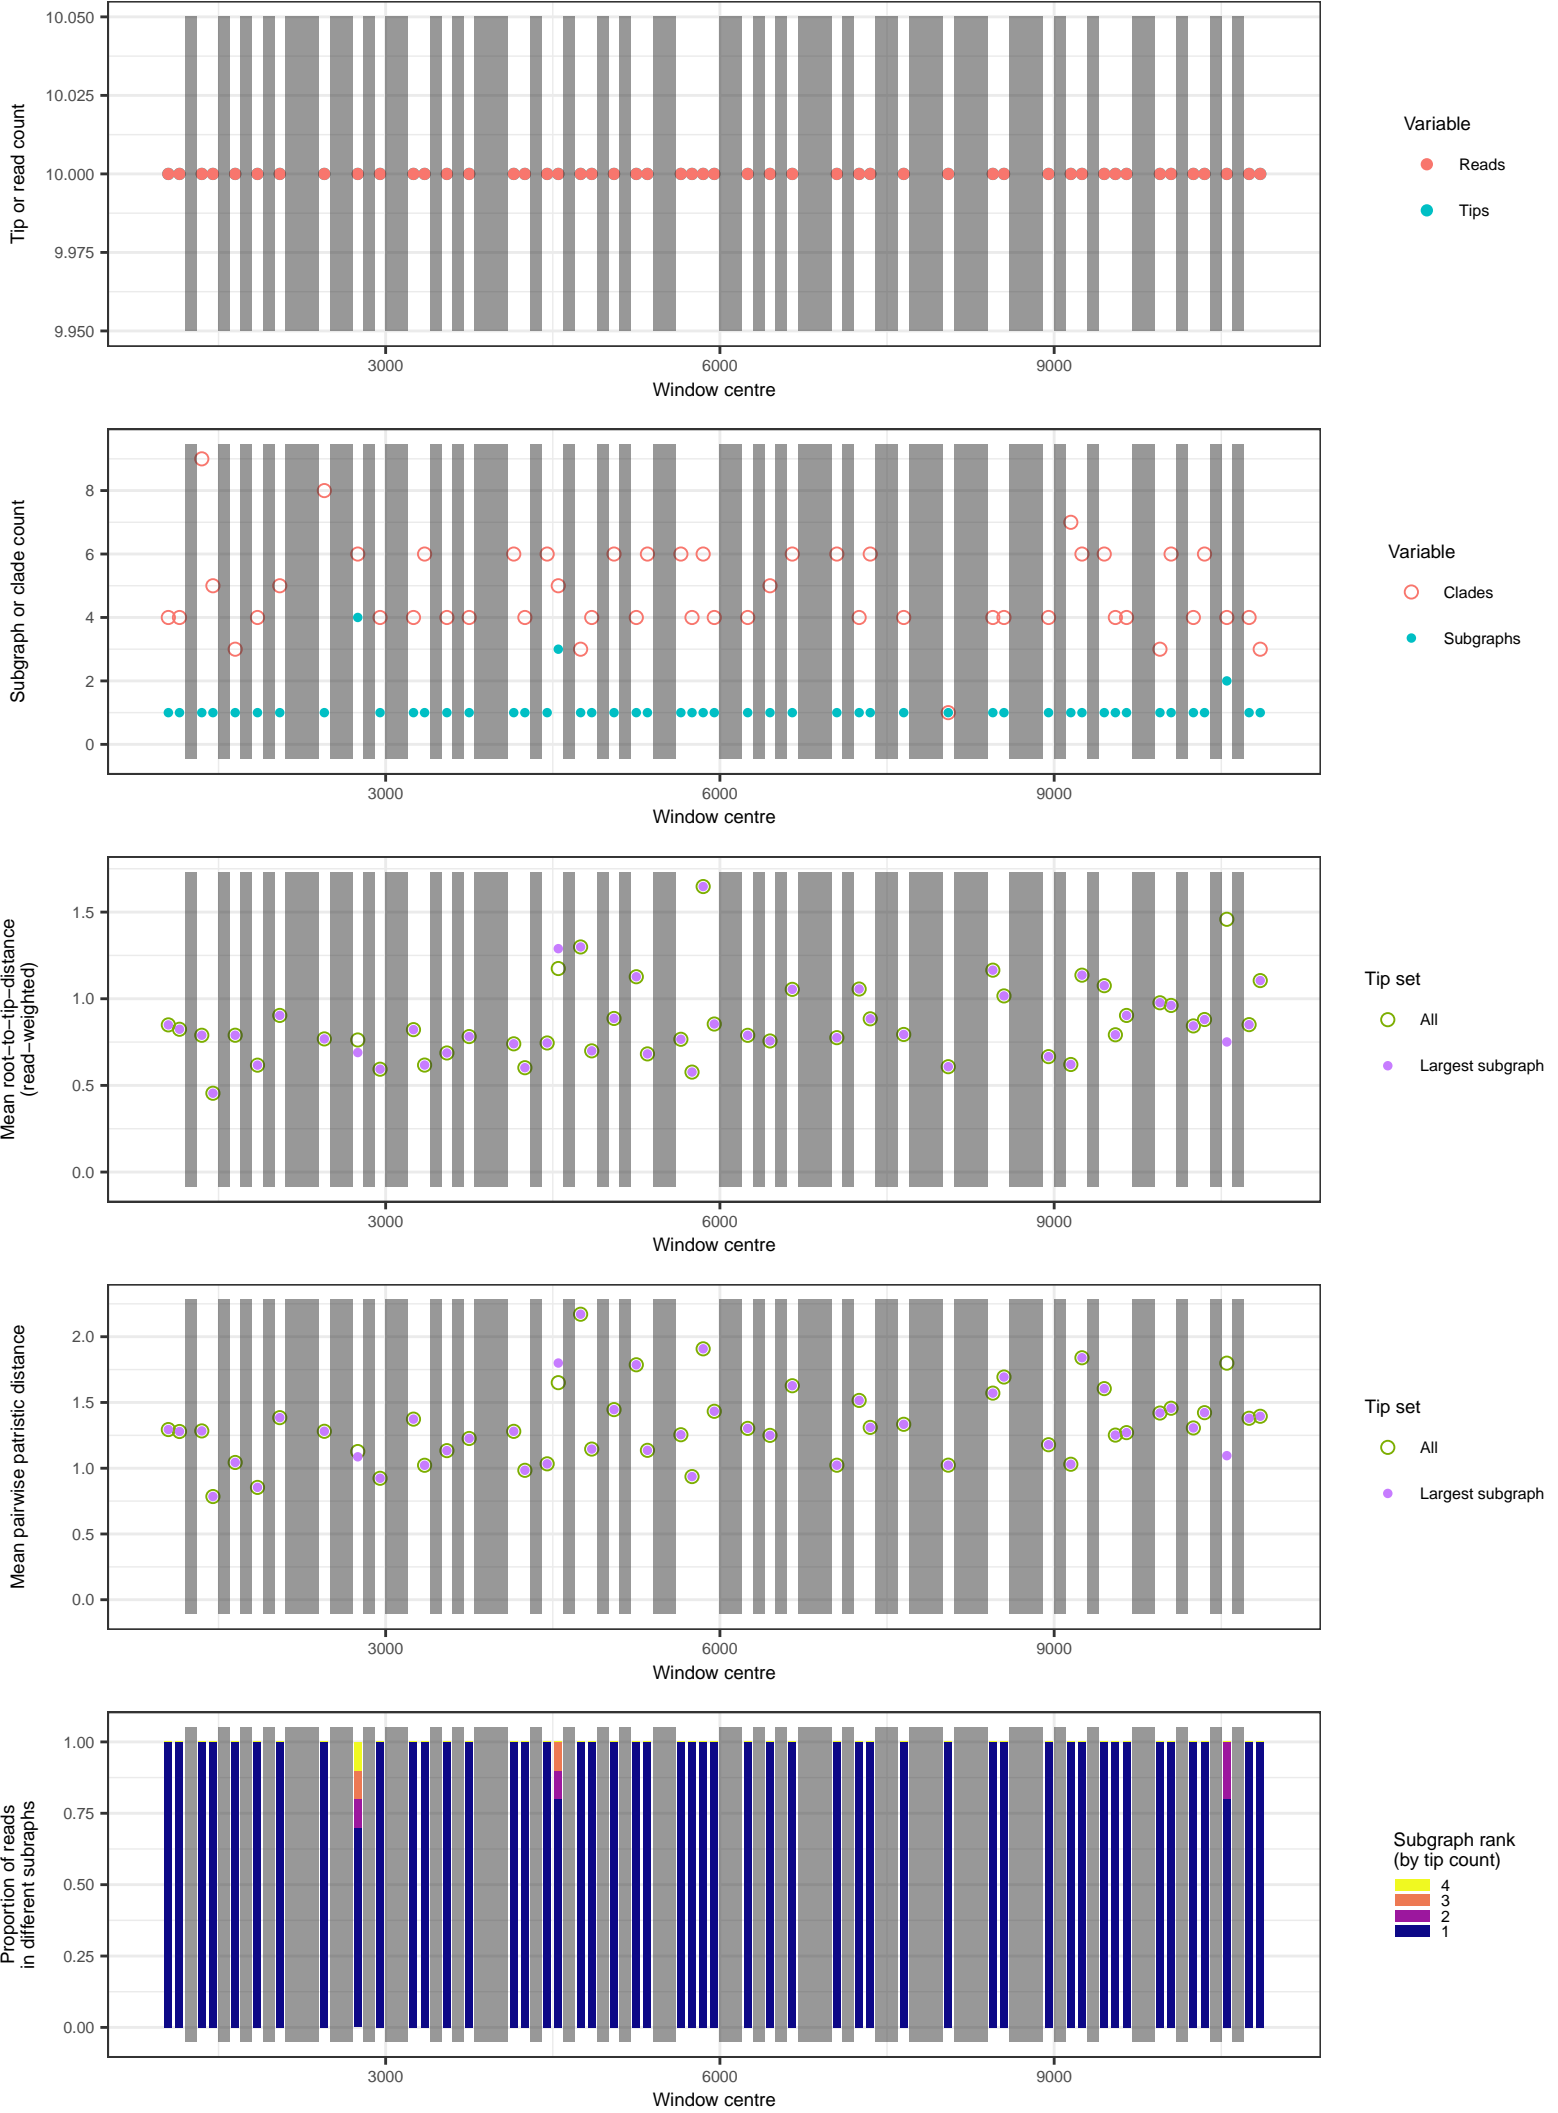 10.050
10.025
10.000
9.975
9.950
Tip or read count
3000
6000
9000
Window centre
Variable
Reads
Tips
8
6
4
2
0
Subgraph or clade count
3000
6000
9000
Window centre
Variable
Clades
Subgraphs
1.5
1.0
0.5
0.0
Mean root−to−tip−distance
(read−weighted)
3000
6000
9000
Window centre
Tip set
All
Largest subgraph
2.0
1.5
1.0
0.5
0.0
Mean pairwise patristic distance
3000
6000
9000
Window centre
Tip set
All
Largest subgraph
1.00
0.75
0.50
0.25
0.00
Proportion of reads
in different subraphs
3000
6000
9000
Window centre
Subgraph rank
(by tip count)
4
3
2
1